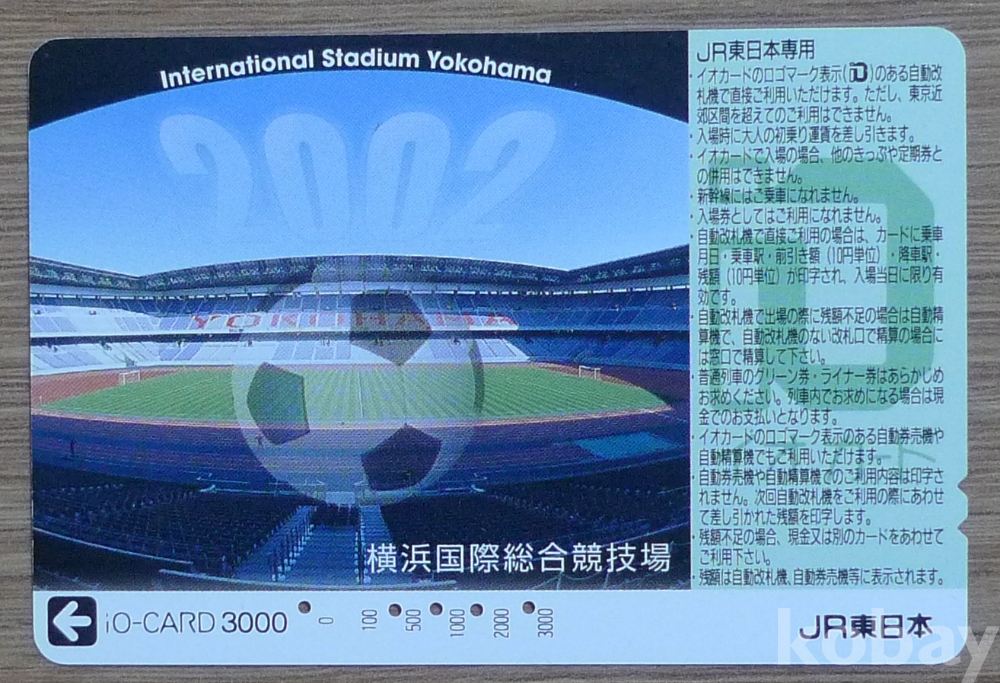 International Stadium Yokohama
2002
YOKOHAMA
横浜国際総合競技場
JR東日本専用
・イオカードのロゴマーク表示(iO)のある自動改
札機で直接ご利用いただけます。ただし、東京近
郊区間を超えてのご利用はできません。
・入場時に大人の初乗り運賃を差し引きます。
・イオカードで入場の場合、他のきっぷや定期券と
の併用はできません。
・新幹線にはご乗車になれません。
・入場券としてはご利用になれません。
・自動改札機で直接ご利用の場合は、カードに乗車
月日・乗車駅・前引き額(10円単位)・降車駅・
残額(10円単位)が印字され、入場当日に限り有
効です。
・自動改札機で出場の際に残額不足の場合は自動精
算機で、自動改札機のない改札口で精算の場合に
は窓口で精算して下さい。
・普通列車のグリーン券・ライナー券はあらかじめ
お求めください。列車内でお求めになる場合は現
金でのお支払いとなります。
・イオカードのロゴマーク表示のある自動券売機や
自動精算機でもご利用いただけます。
・自動券売機や自動精算機でのご利用内容は印字さ
れません。次回自動改札機をご利用の際にあわせ
て差し引かれた残額を印字します。
・残額不足の場合、現金又は別のカードをあわせて
ご利用下さい。
・残額は自動改札機、自動券売機等に表示されます。
iO-CARD 3000
0 100 500 1000 2000 3000
JR東日本
kobay